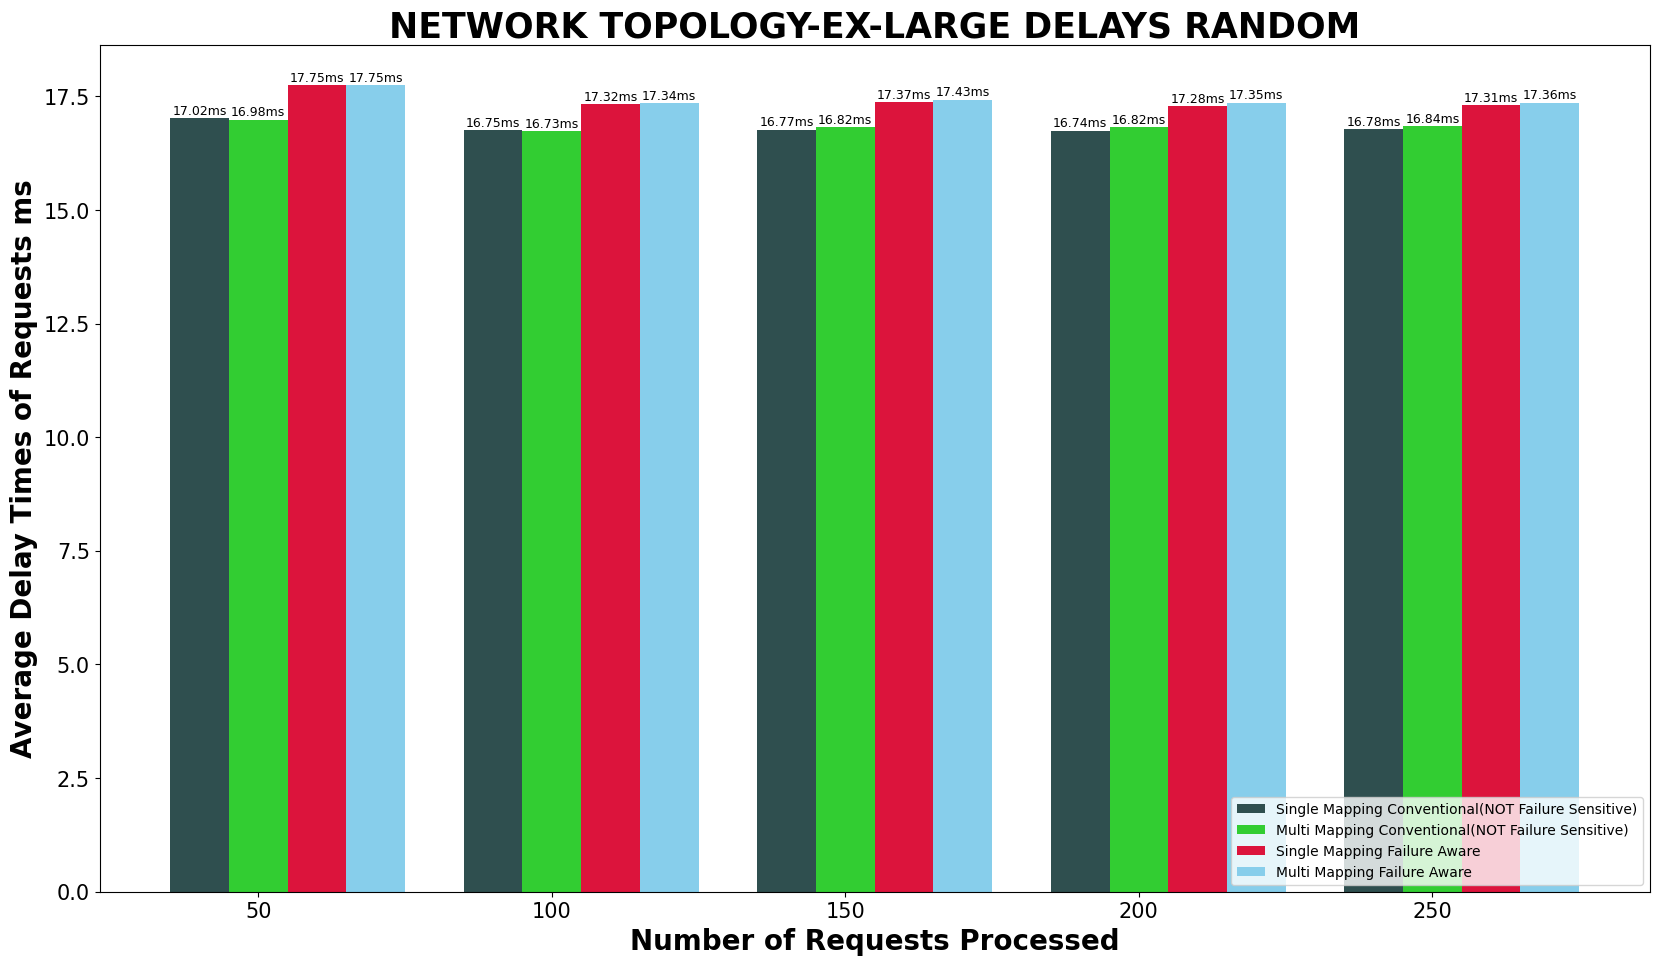 NETWORK TOPOLOGY-EX-LARGE DELAYS RANDOM
Average Delay Times of Requests ms
17.5
15.0
12.5
10.0
7.5
5.0
2.5
0.0
17.02ms 16.98ms 17.75ms 17.75ms
16.75ms 16.73ms 17.32ms 17.34ms
16.77ms 16.82ms 17.37ms 17.43ms
16.74ms 16.82ms 17.28ms 17.35ms
16.78ms 16.84ms 17.31ms 17.36ms
Single Mapping Conventional(NOT Failure Sensitive)
Multi Mapping Conventional(NOT Failure Sensitive)
Single Mapping Failure Aware
Multi Mapping Failure Aware
50 100 150 200 250
Number of Requests Processed